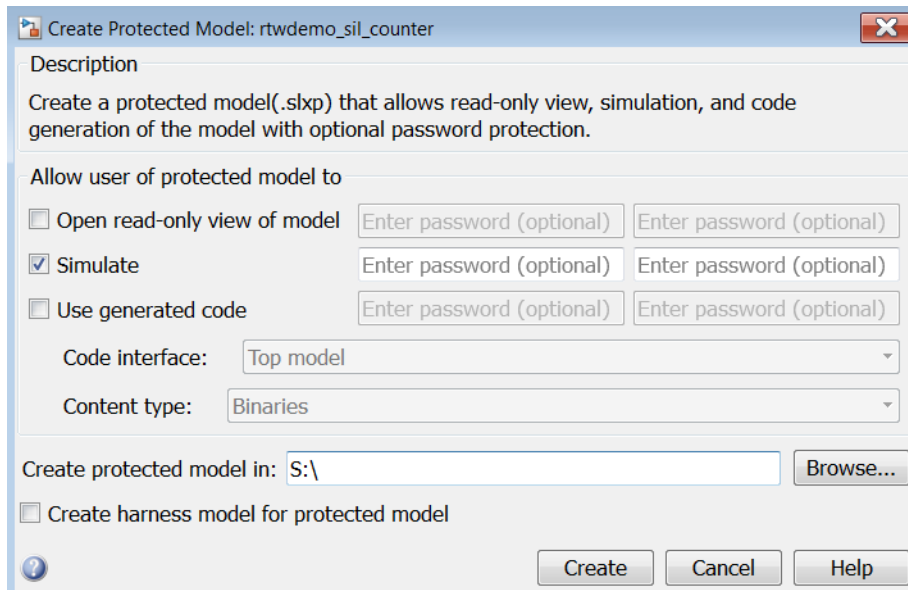 Create Protected Model: rtwdemo_sil_counter
Description
Create a protected model(.slxp) that allows read-only view, simulation, and code
generation of the model with optional password protection.
Allow user of protected model to
Open read-only view of model Enter password (optional) Enter password (optional)
Simulate Enter password (optional) Enter password (optional)
Use generated code Enter password (optional) Enter password (optional)
Code interface: Top model
Content type: Binaries
Create protected model in: S:\ Browse...
Create harness model for protected model
Create Cancel Help